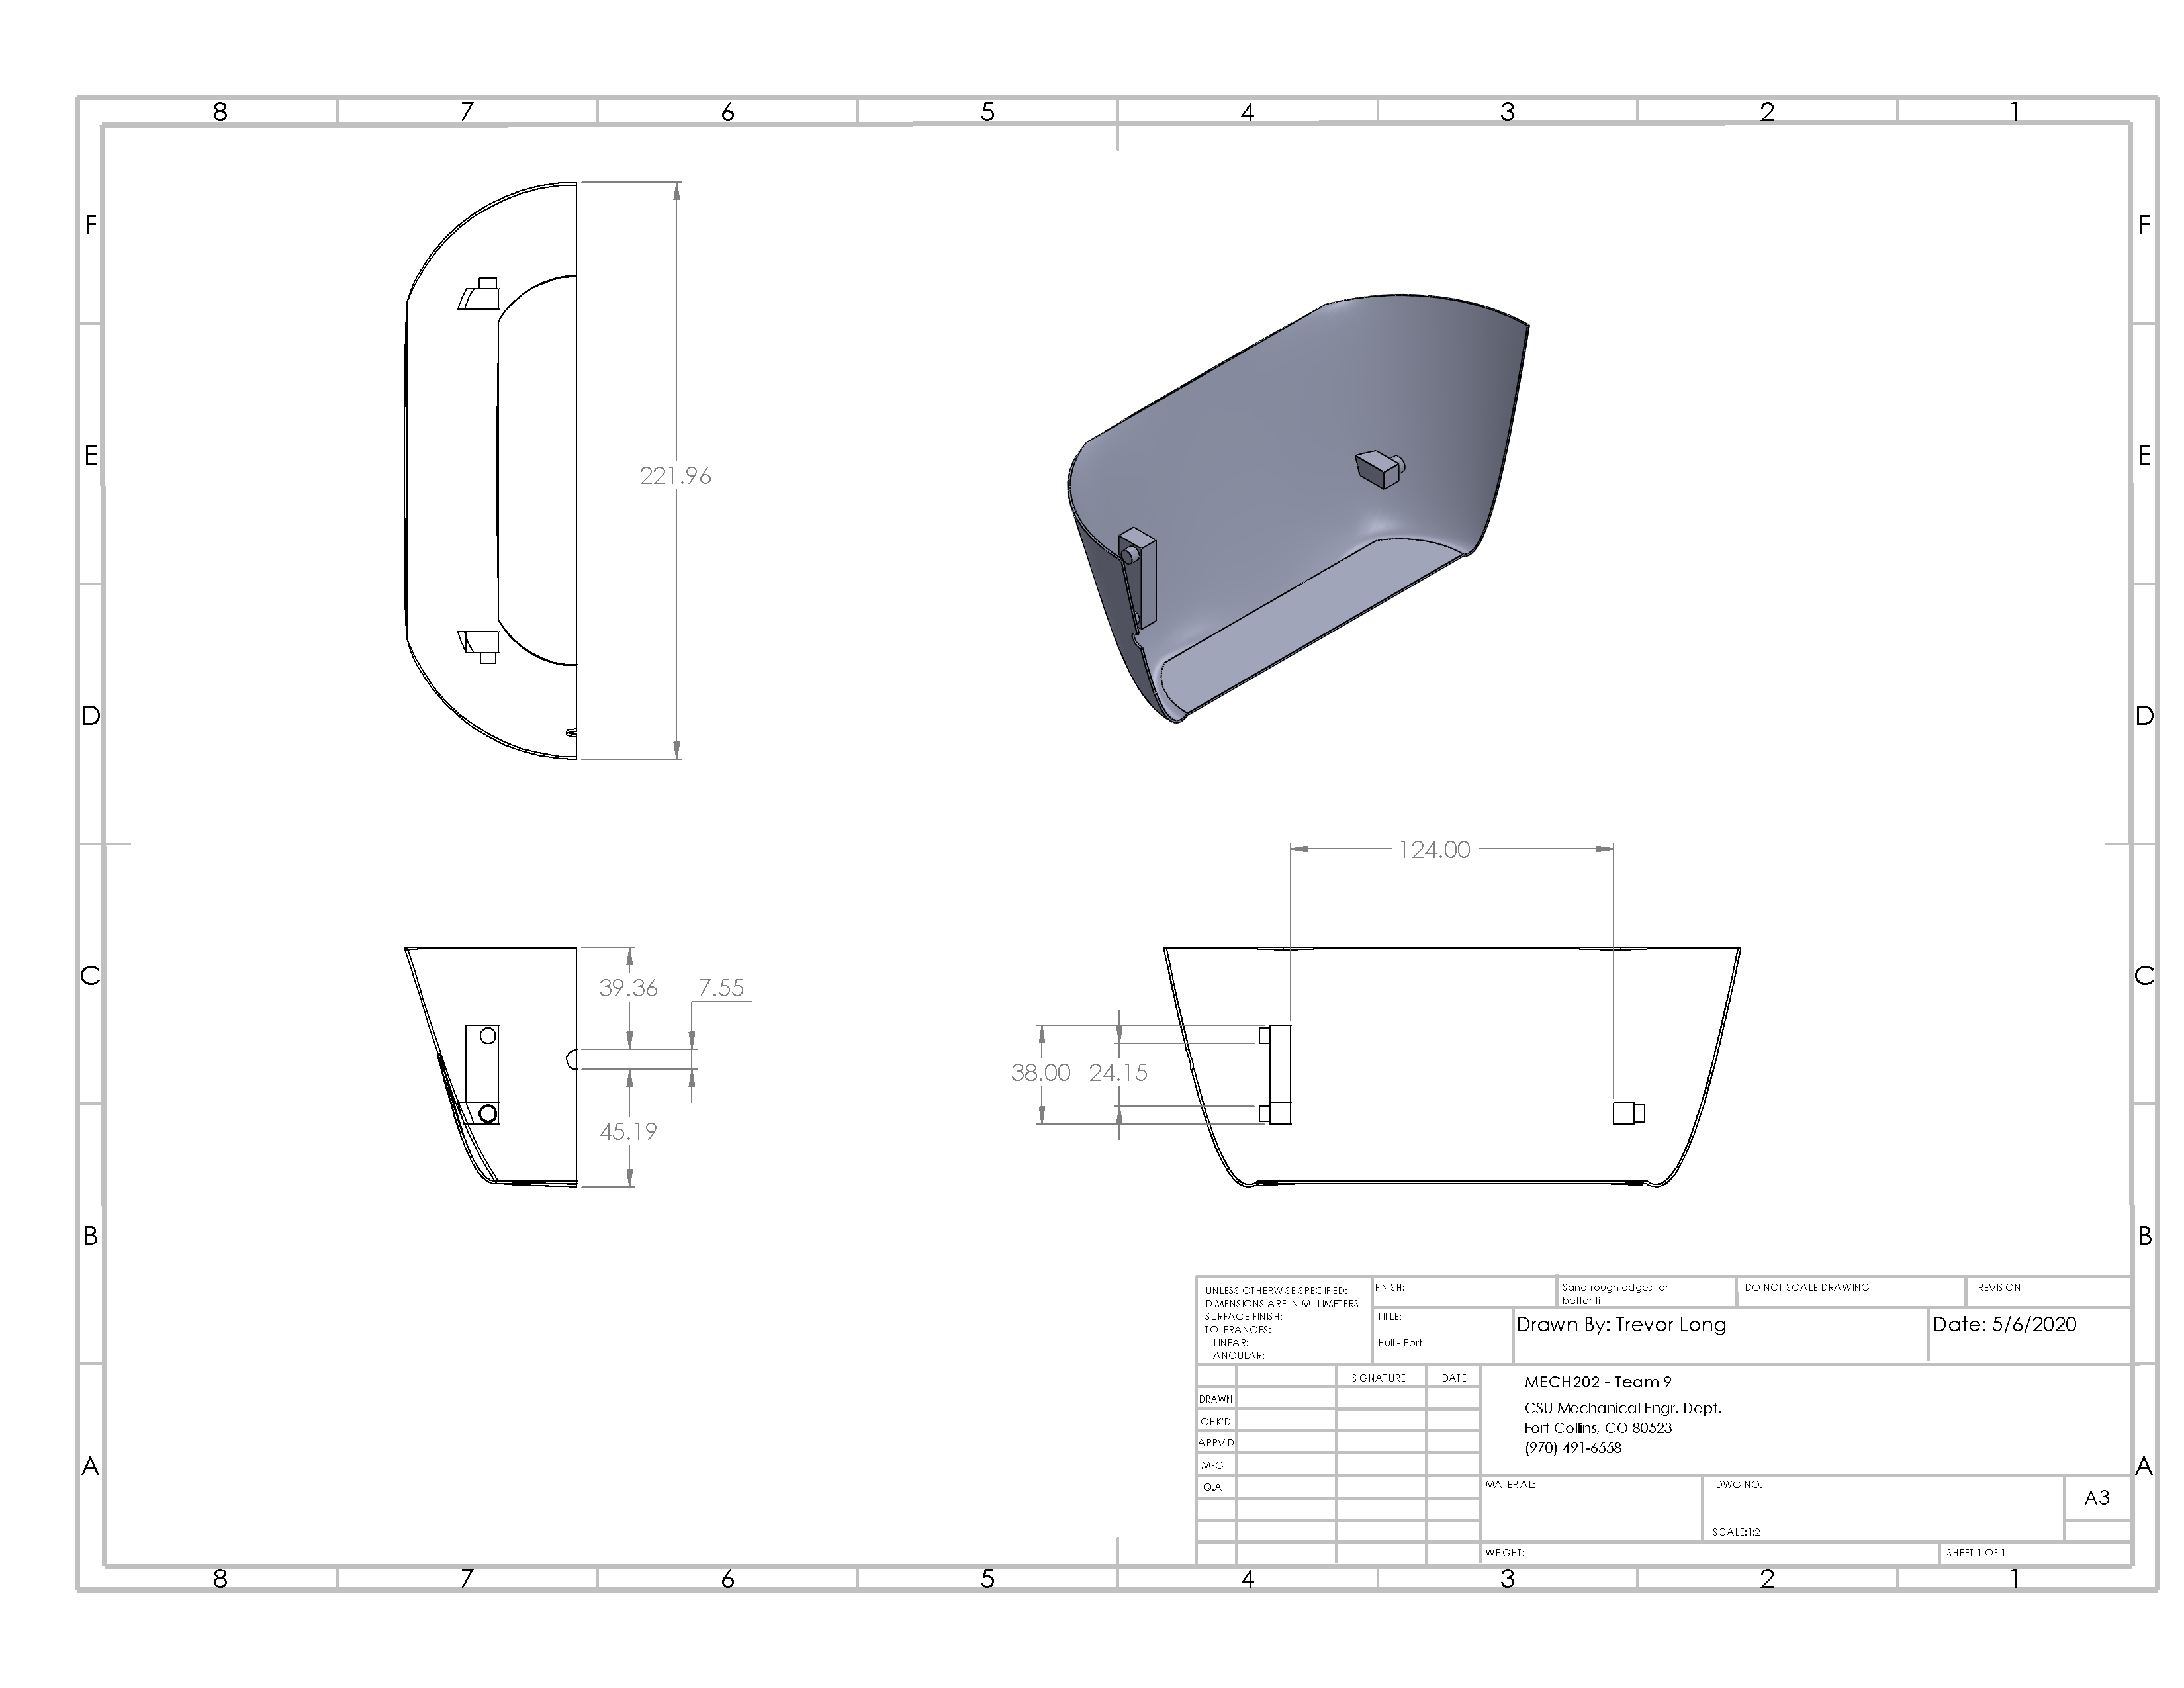 8 7 6 5 4 3 2 1
F F
E E
D D
C C
B B
A A
221.96
124.00
39.36
7.55
45.19
38.00 24.15
UNLESS OTHERWISE SPECIFIED:
DIMENSIONS ARE IN MILLIMETERS
SURFACE FINISH:
TOLERANCES:
LINEAR:
ANGULAR:
FINISH:
Sand rough edges for
better fit
DO NOT SCALE DRAWING
REVISION
TITLE:
Hull - Port
Drawn By: Trevor Long
Date: 5/6/2020
SIGNATURE DATE
DRAWN
CHK'D
APPV'D
MFG
Q.A
MECH202 - Team 9
CSU Mechanical Engr. Dept.
Fort Collins, CO 80523
(970) 491-6558
MATERIAL:
DWG NO.
A3
SCALE:1:2
WEIGHT:
SHEET 1 OF 1
8 7 6 5 4 3 2 1